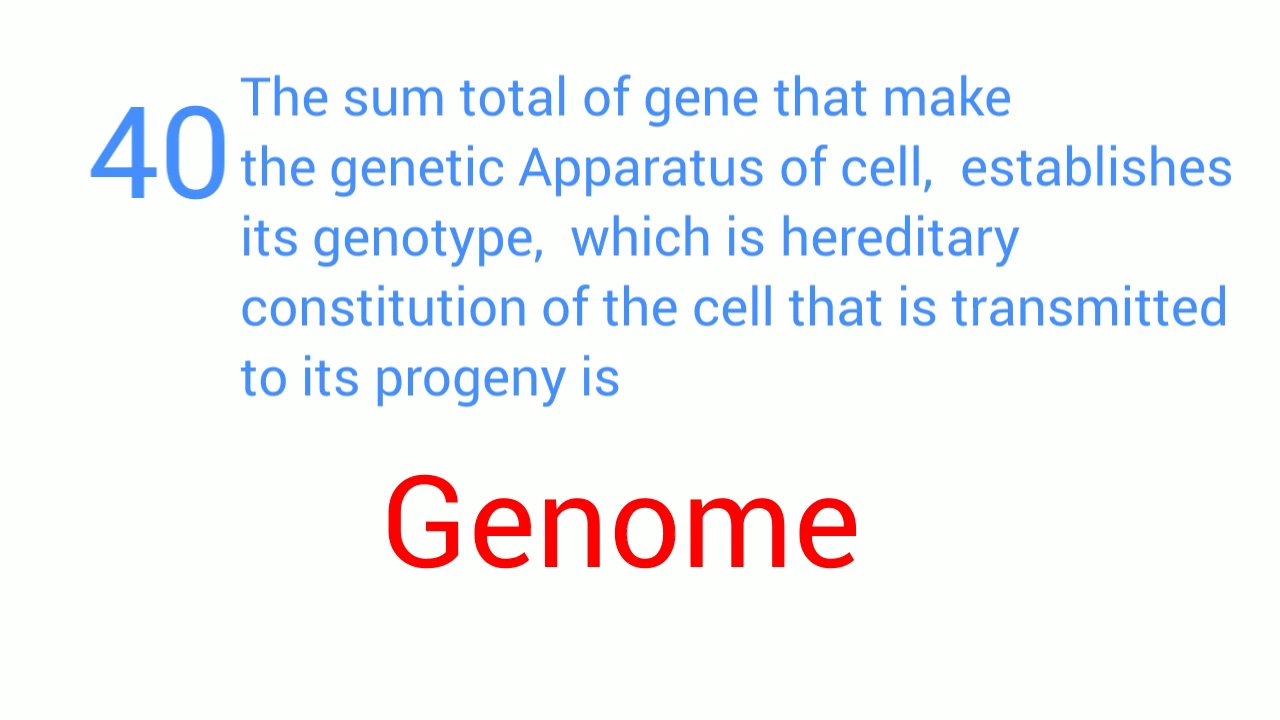 40
The sum total of gene that make
the genetic Apparatus of cell,  establishes
its genotype,  which is hereditary
constitution of the cell that is transmitted
to its progeny is
Genome